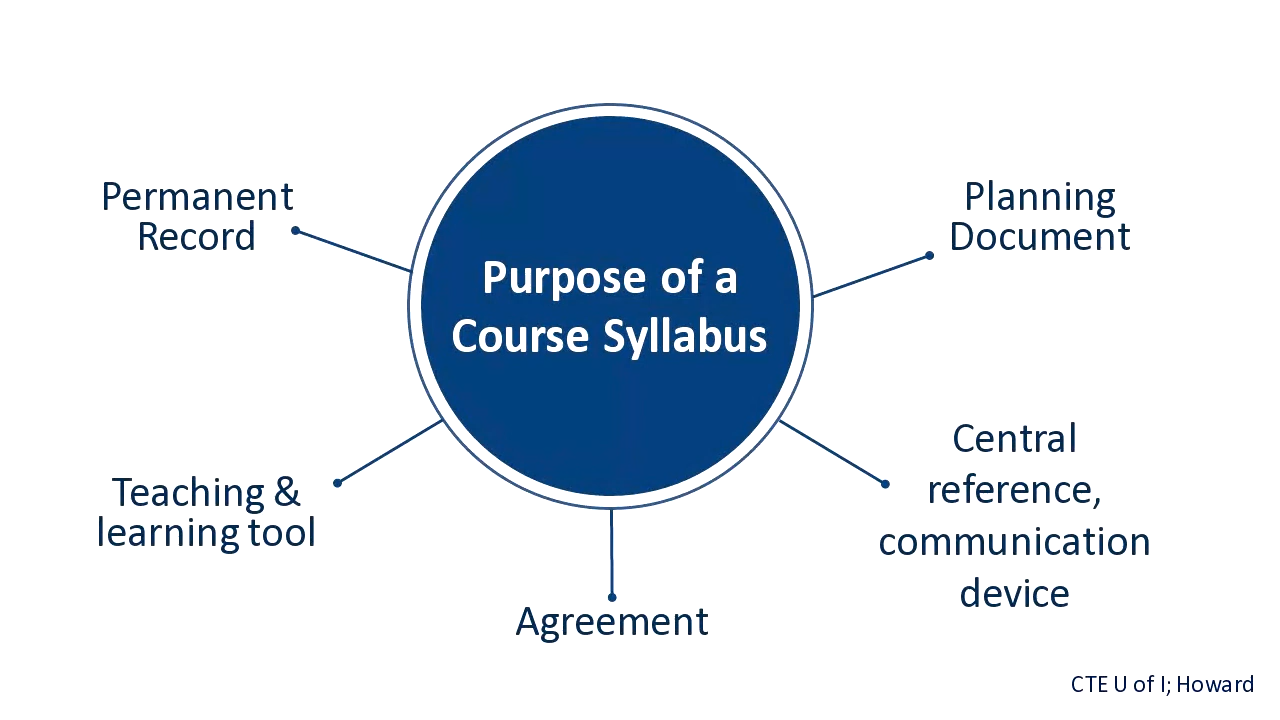 Purpose of a
Course Syllabus
Permanent
Record
Planning
Document
Teaching &
learning tool
Central
reference,
communication
device
Agreement
CTE U of I; Howard